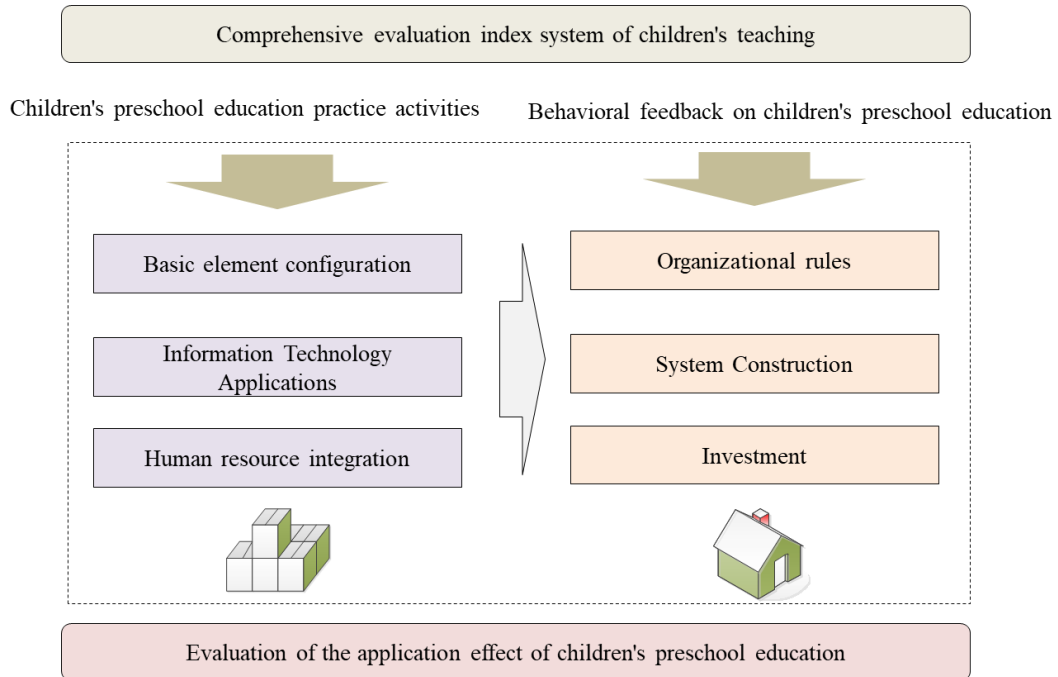 Comprehensive evaluation index system of children's teaching
Children's preschool education practice activities
Behavioral feedback on children's preschool education
Basic element configuration
Information Technology
Applications
Human resource integration
Organizational rules
System Construction
Investment
Evaluation of the application effect of children's preschool education